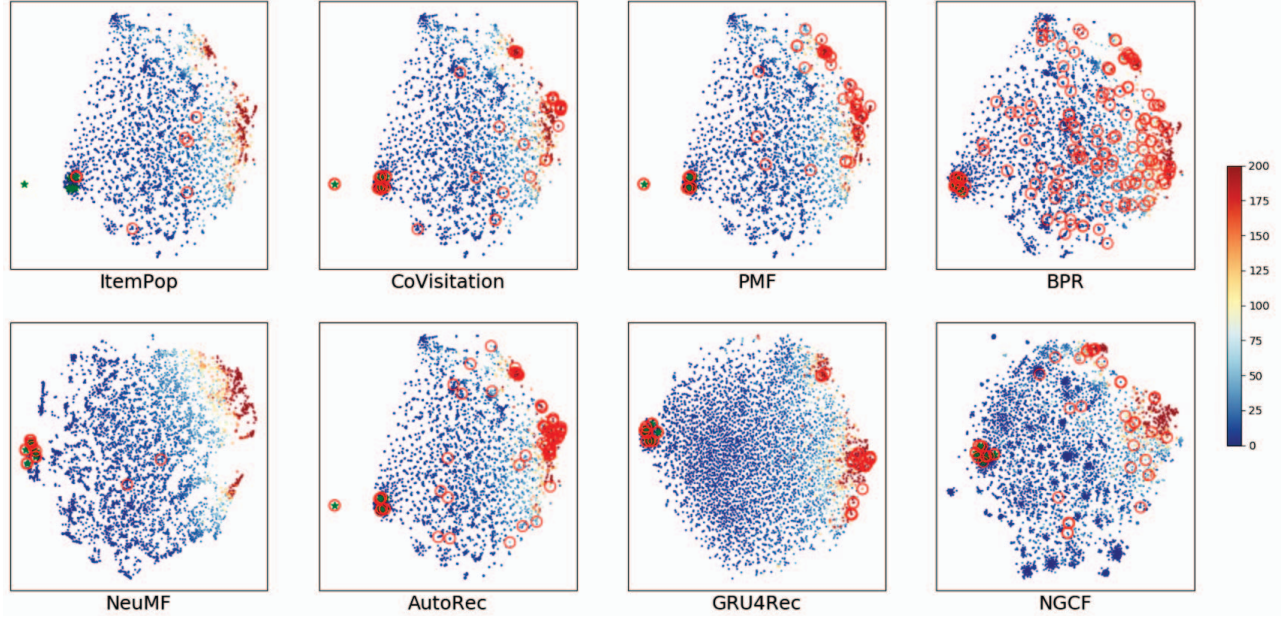 ItemPop
CoVisitation
PMF
BPR
200
175
150
125
100
75
50
25
0
NeuMF
AutoRec
GRU4Rec
NGCF